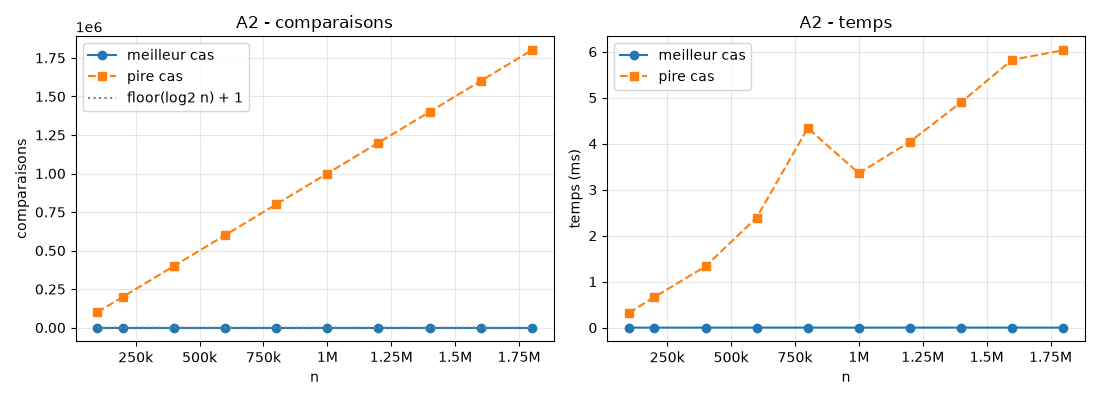 A2 - comparaisons
1e6
meilleur cas
pire cas
floor(log2 n) + 1
comparaisons
1.75
1.50
1.25
1.00
0.75
0.50
0.25
0.00
250k 500k 750k 1M 1.25M 1.5M 1.75M
n
A2 - temps
meilleur cas
pire cas
temps (ms)
6
5
4
3
2
1
0
250k 500k 750k 1M 1.25M 1.5M 1.75M
n